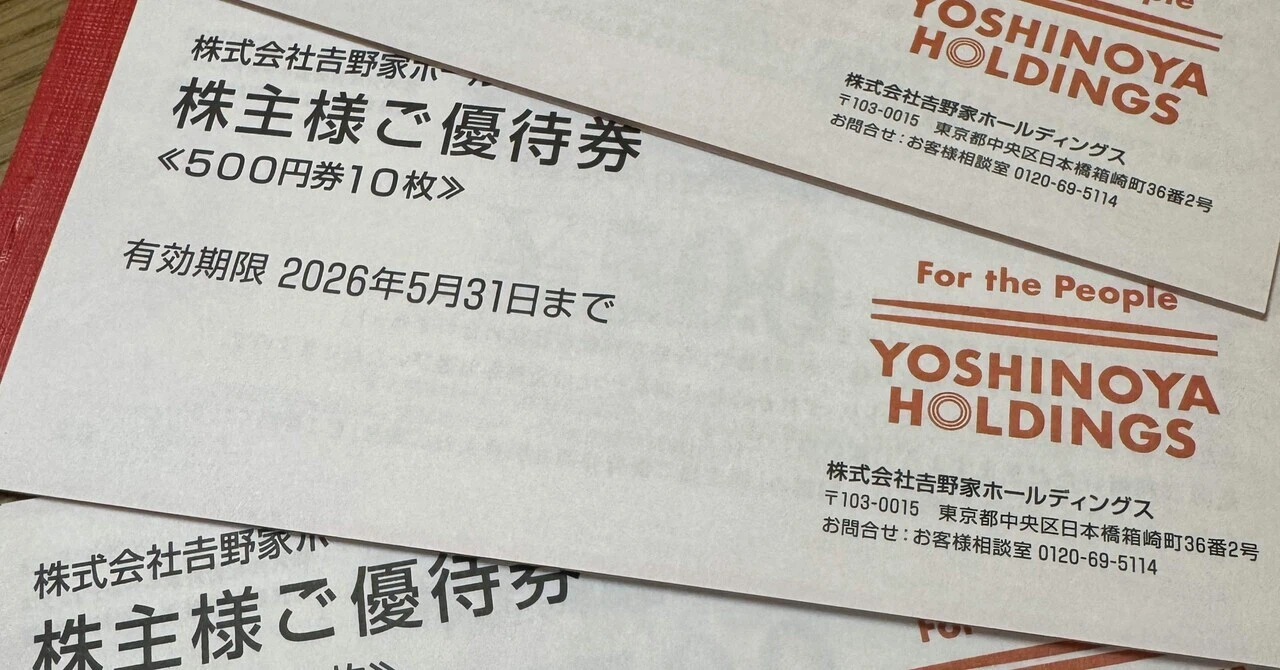 YOSHINOYA
HOLDINGS
株式会社𠮷野家ホールディングス
〒103-0015 東京都中央区日本橋箱崎町36番2号
お問合せ：お客様相談室 0120-69-5114
株式会社𠮷野家ホー
株主様ご優待券
≪500円券10枚≫
有効期限 2026年5月31日まで
For the People
YOSHINOYA
HOLDINGS
株式会社𠮷野家ホールディングス
〒103-0015 東京都中央区日本橋箱崎町36番2号
お問合せ：お客様相談室 0120-69-5114
株式会社𠮷野家ホ
株主様ご優待券
枚≫
For